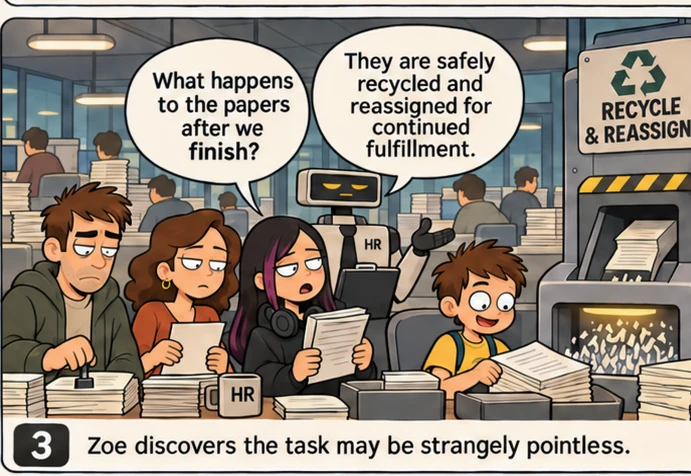 What happens
to the papers
after we
finish?
They are safely
recycled and
reassigned for
continued
fulfillment.
RECYCLE
& REASSIGN
HR
HR
3 Zoe discovers the task may be strangely pointless.